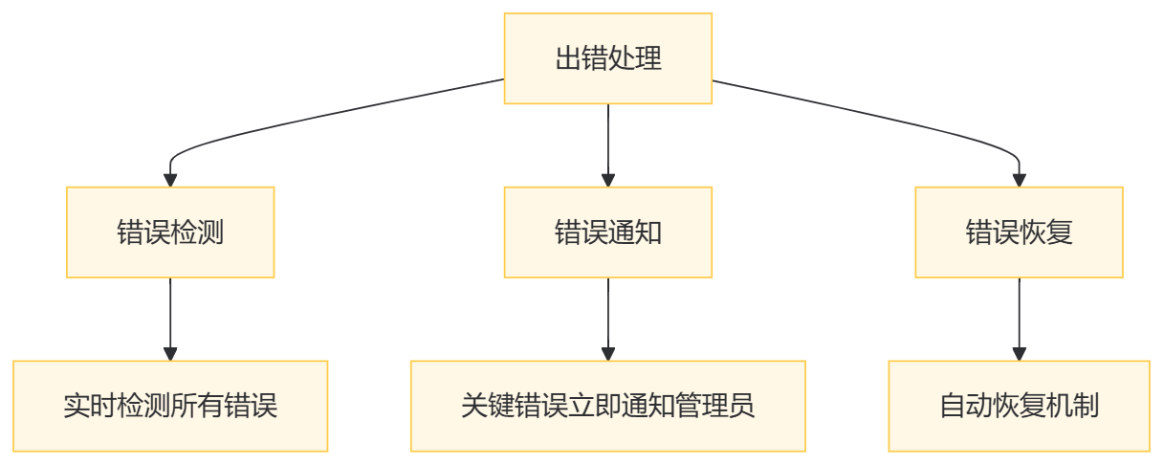 出错处理
错误检测
错误通知
错误恢复
实时检测所有错误
关键错误立即通知管理员
自动恢复机制